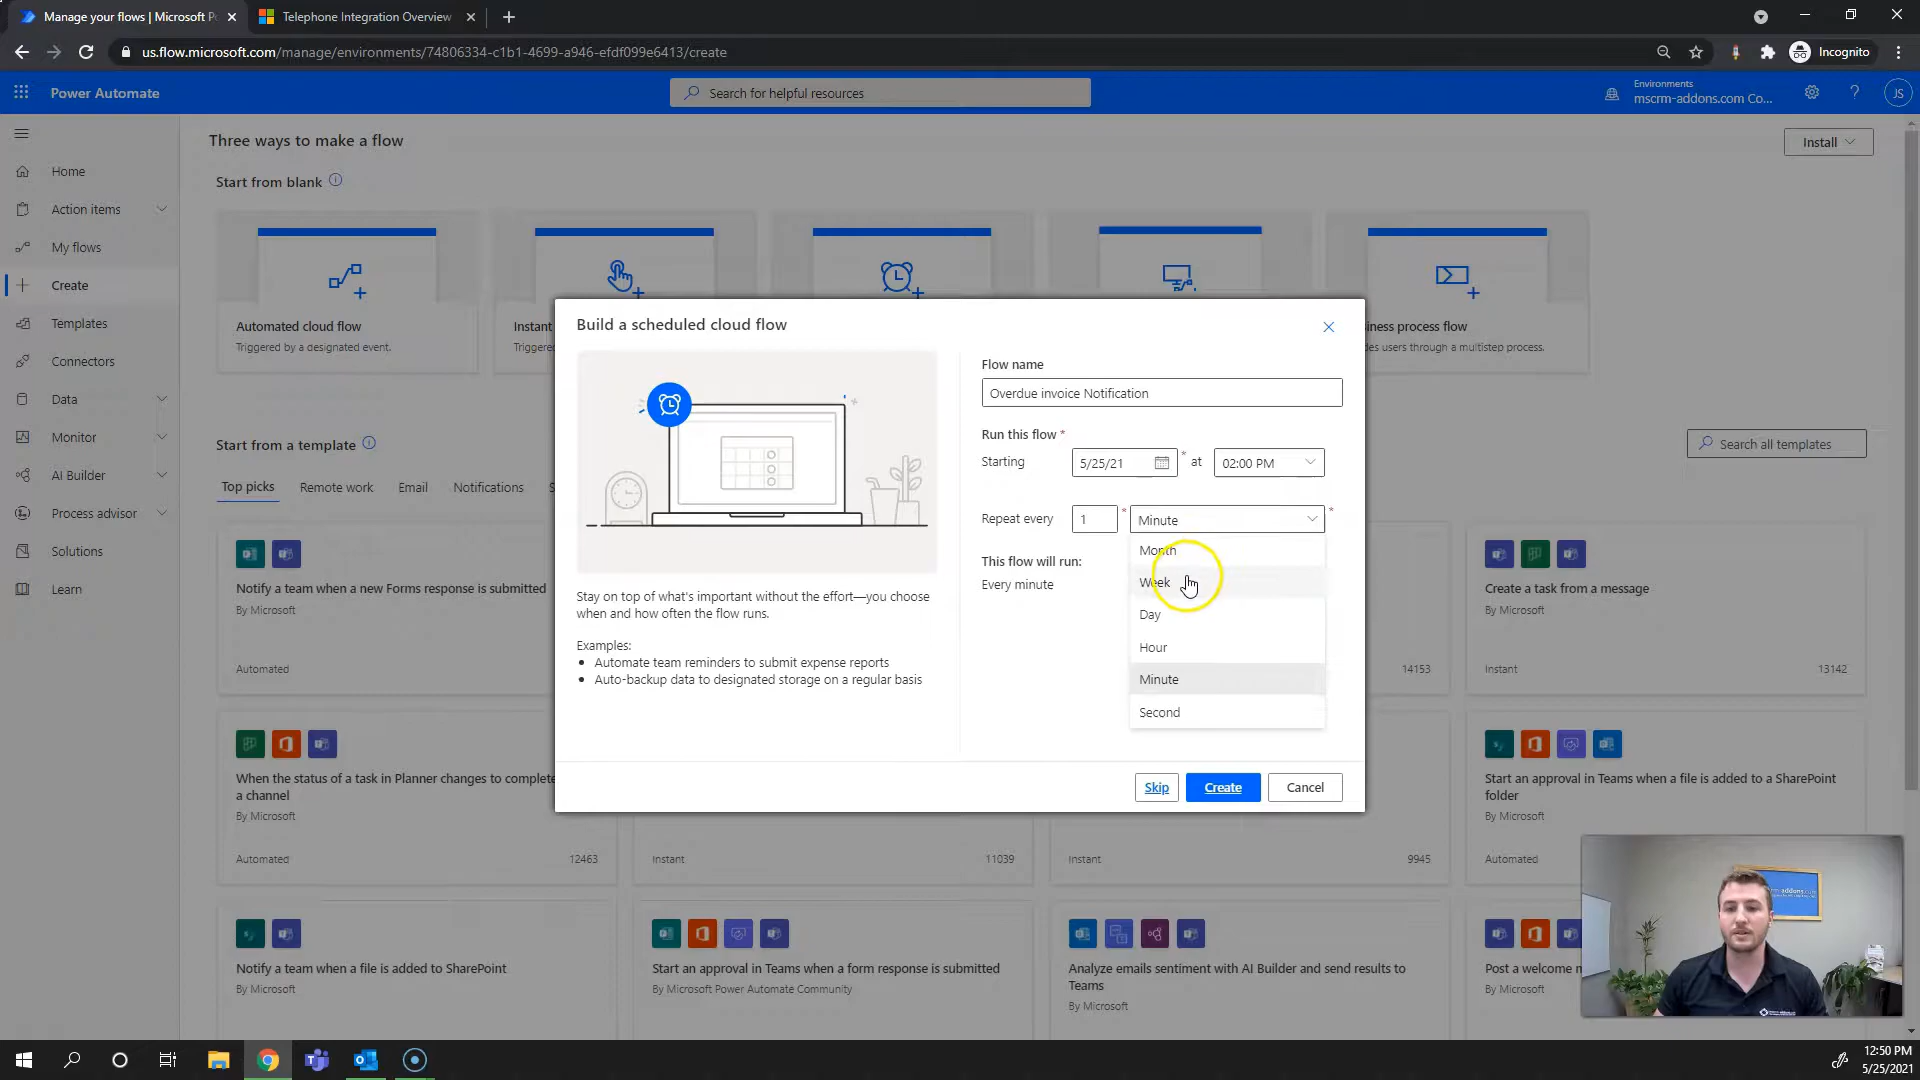 Manage your flows | Microsoft P
Telephone Integration Overview
us.flow.microsoft.com/manage/environments/74806334-c1b1-4699-a946-efdf099e6413/create
Incognito
Power Automate
Search for helpful resources
Environments
mscrm-addons.com Co...
JS
Three ways to make a flow
Install
Start from blank
Home
Action items
My flows
Create
Templates
Connectors
Data
Monitor
AI Builder
Process advisor
Solutions
Learn
Automated cloud flow
Triggered by a designated event.
Instant
Triggere
siness process flow
des users through a multistep process.
Build a scheduled cloud flow
Flow name
Overdue invoice Notification
Run this flow *
Starting
5/25/21
* at
02:00 PM
Repeat every
1
*
Minute
*
Month
Week
Day
Hour
Minute
Second
This flow will run:
Every minute
Stay on top of what's important without the effort—you choose
when and how often the flow runs.
Examples:
Automate team reminders to submit expense reports
Auto-backup data to designated storage on a regular basis
Skip
Create
Cancel
Start from a template
Search all templates
Top picks
Remote work
Email
Notifications
S
Notify a team when a new Forms response is submitted
By Microsoft
Automated
14153
Create a task from a message
By Microsoft
Instant
13142
When the status of a task in Planner changes to complete
a channel
By Microsoft
Automated
12463
Instant
11039
Instant
9945
Start an approval in Teams when a file is added to a SharePoint
folder
By Microsoft
Automated
Notify a team when a file is added to SharePoint
By Microsoft
Start an approval in Teams when a form response is submitted
By Microsoft Power Automate Community
Analyze emails sentiment with AI Builder and send results to
Teams
By Microsoft
Post a welcome m
By Microsoft
12:50 PM
5/25/2021